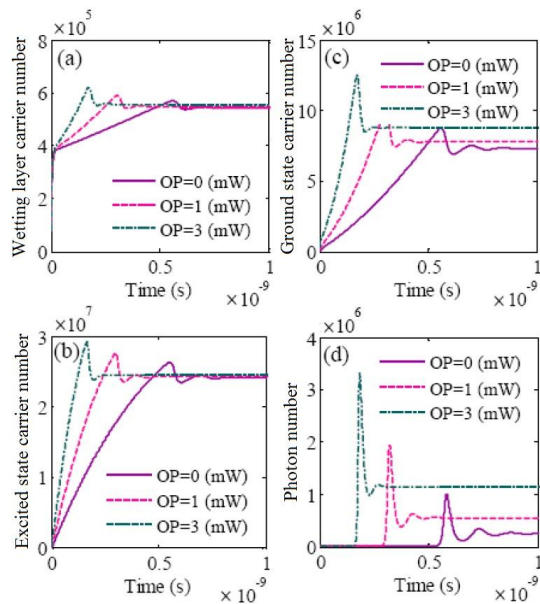 × 10^5
(a)
Wetting layer carrier number
8
6
4
2
0
OP=0 (mW)
OP=1 (mW)
OP=3 (mW)
0
0.5
1
Time (s)
× 10^-9
× 10^6
(c)
Ground state carrier number
15
10
5
0
OP=0 (mW)
OP=1 (mW)
OP=3 (mW)
0
0.5
1
Time (s)
× 10^-9
× 10^7
(b)
Excited state carrier number
3
2
1
0
OP=0 (mW)
OP=1 (mW)
OP=3 (mW)
0
0.5
1
Time (s)
× 10^-9
× 10^6
(d)
Photon number
4
3
2
1
0
OP=0 (mW)
OP=1 (mW)
OP=3 (mW)
0
0.5
1
Time (s)
× 10^-9